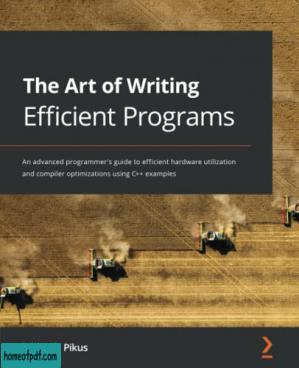 The Art of Writing
Efficient Programs
An advanced programmer's guide to efficient hardware utilization
and compiler optimizations using C++ examples
Pikus
homeofpdf.com